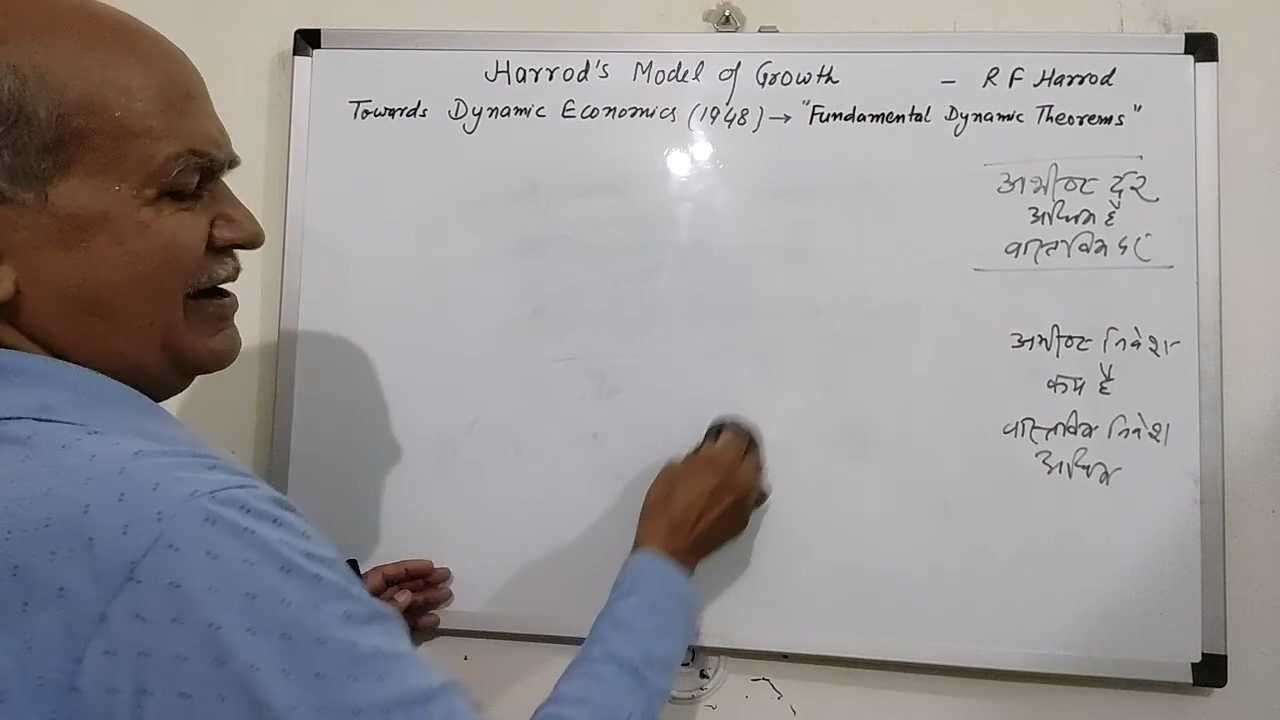 Harrod's Model of Growth - R F Harrod
Towards Dynamic Economics (1948) → "Fundamental Dynamic Theorems"
अभीष्ट दर
अधिक है
वास्तविक दर
अभीष्ट निवेश
कम है
वास्तविक निवेश
अधिक